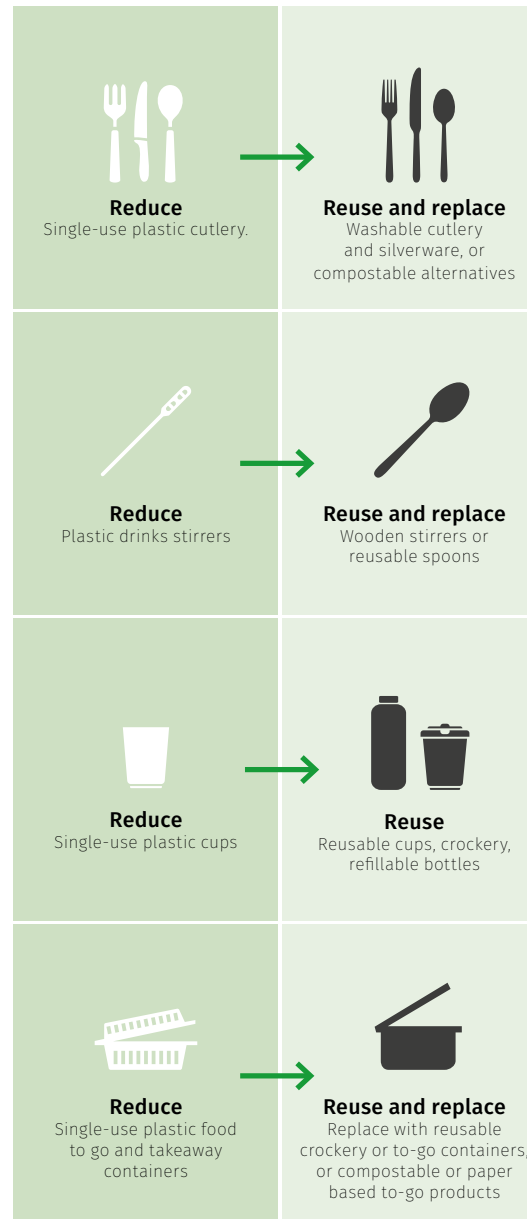 Reduce
Single-use plastic cutlery.
Reuse and replace
Washable cutlery
and silverware, or
compostable alternatives
Reduce
Plastic drinks stirrers
Reuse and replace
Wooden stirrers or
reusable spoons
Reduce
Single-use plastic cups
Reuse
Reusable cups, crockery,
refillable bottles
Reduce
Single-use plastic food
to go and takeaway
containers
Reuse and replace
Replace with reusable
crockery or to-go containers,
or compostable or paper
based to-go products